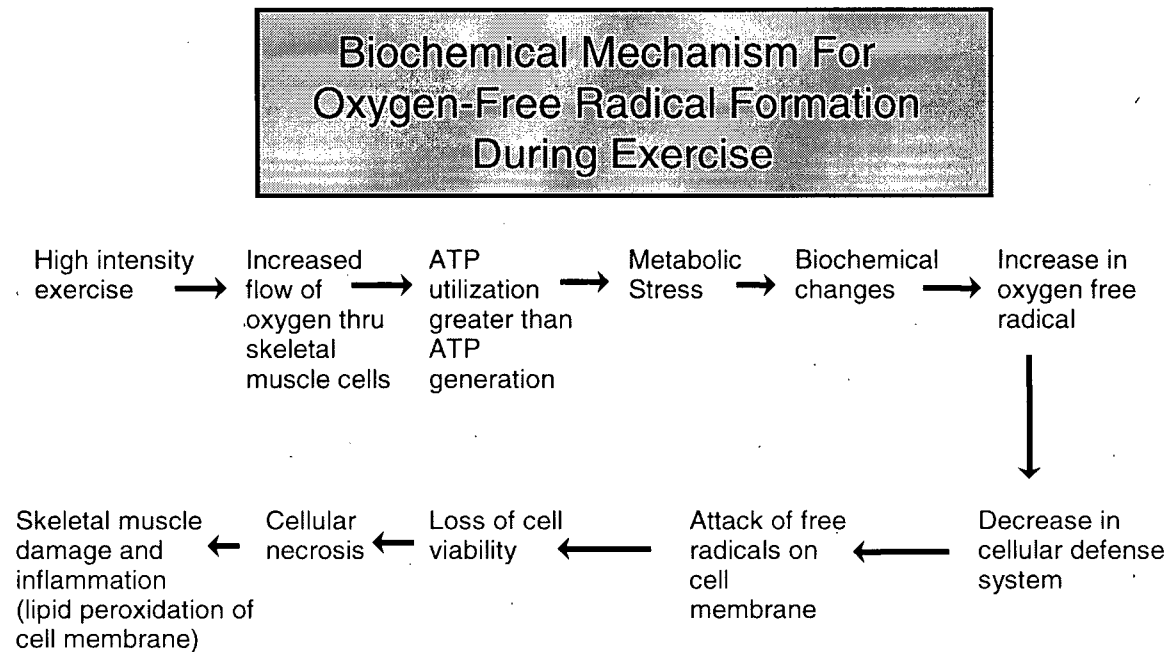 Biochemical Mechanism For
Oxygen-Free Radical Formation
During Exercise
High intensity
exercise
Increased
flow of
oxygen thru
skeletal
muscle cells
ATP
utilization
greater than
ATP
generation
Metabolic
Stress
Biochemical
changes
Increase in
oxygen free
radical
Decrease in
cellular defense
system
Attack of free
radicals on
cell
membrane
Loss of cell
viability
Cellular
necrosis
Skeletal muscle
damage and
inflammation
(lipid peroxidation of
cell membrane)